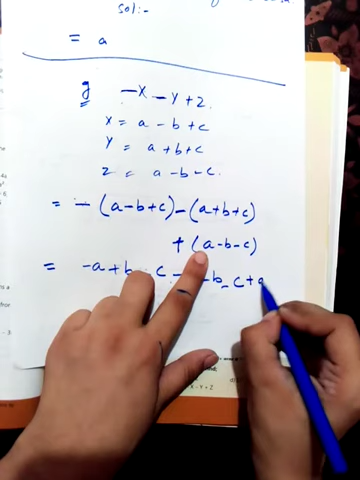 sol:-
= a
g -x - y + z.
x = a - b + c
y = a + b + c
z = a - b - c.
= - (a-b+c) - (a+b+c)
+ (a-b-c)
= -a+b - c - -b - c +